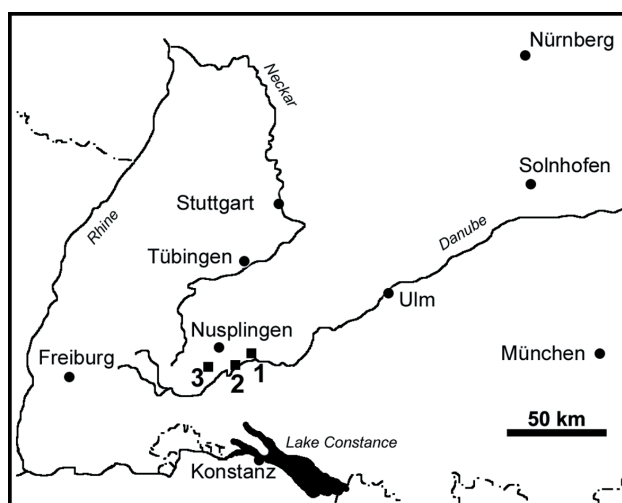 Nürnberg
Neckar
Solnhofen
Stuttgart
Rhine
Danube
Tübingen
Ulm
Nusplingen
Freiburg
München
3
2
1
50 km
Lake Constance
Konstanz